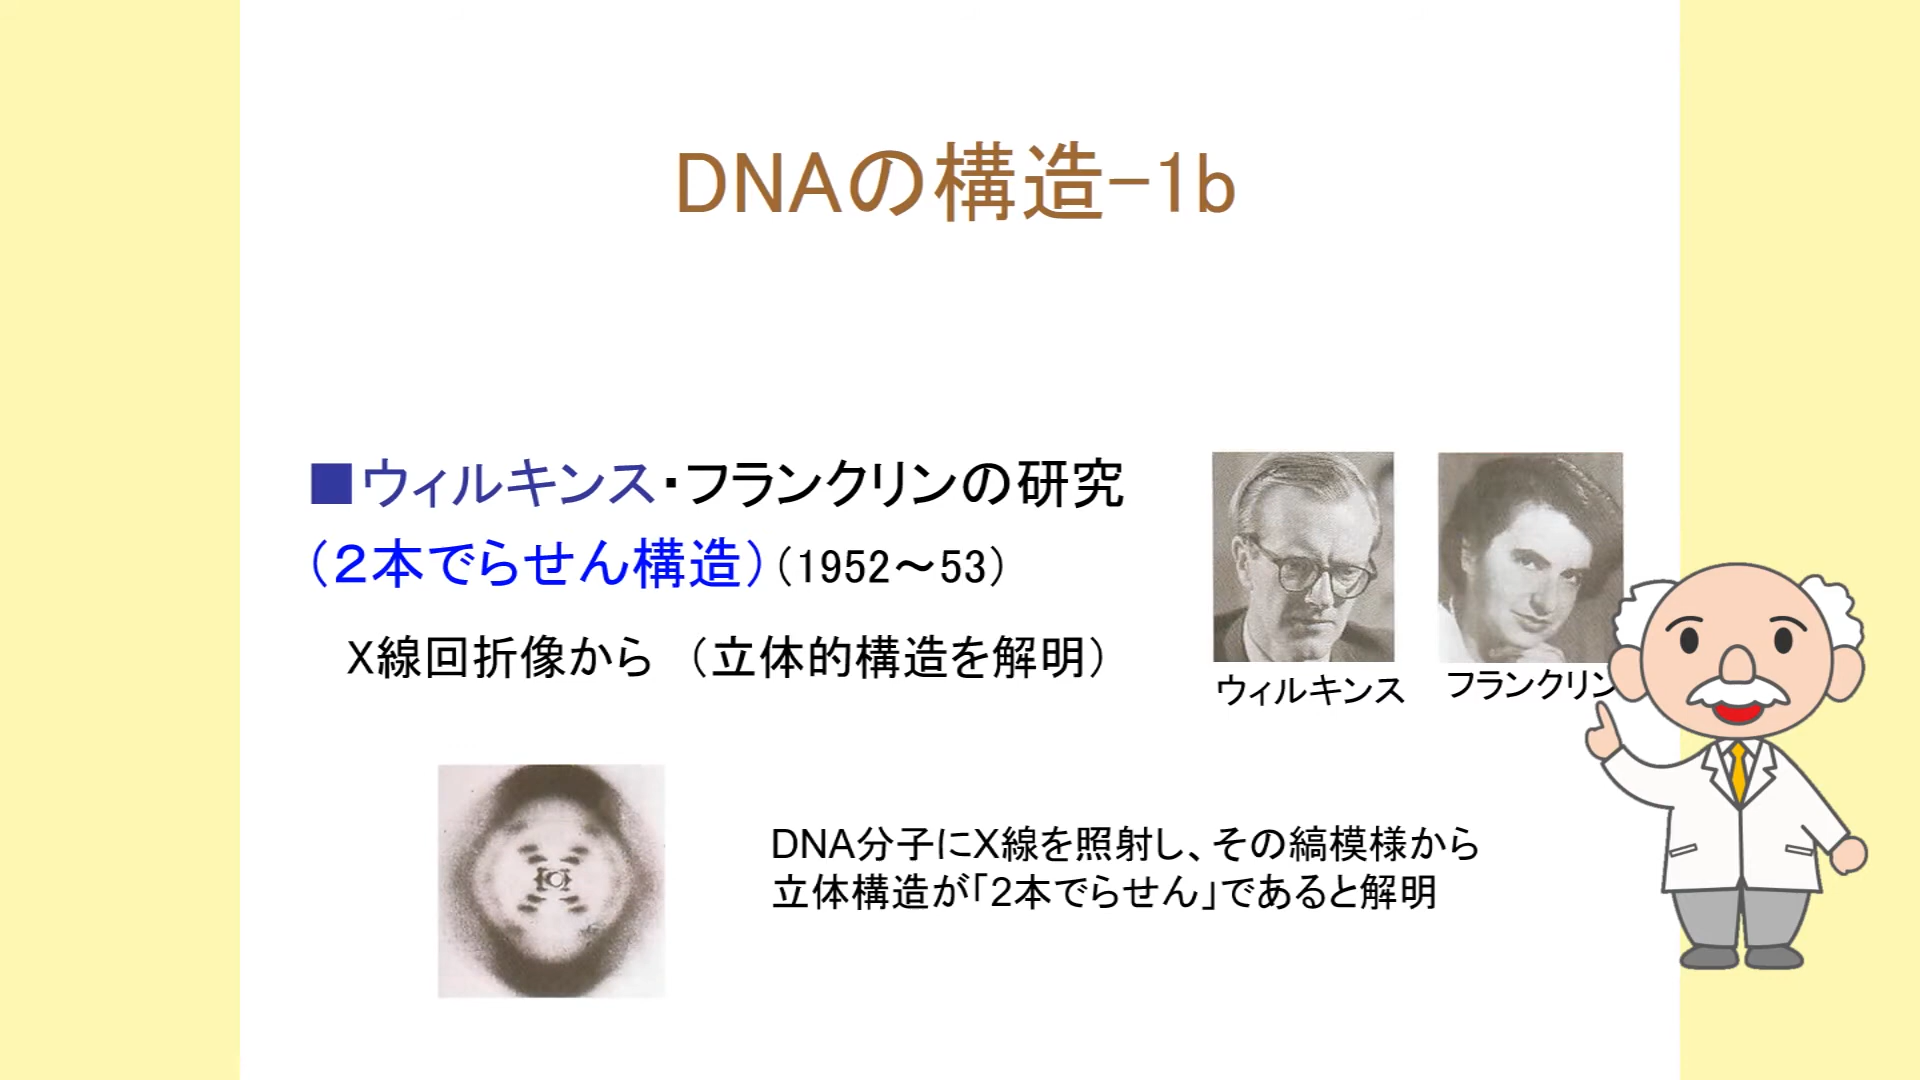 DNAの構造-1b
■ウィルキンス・フランクリンの研究
（２本でらせん構造）（1952～53）
X線回折像から （立体的構造を解明）
ウィルキンス
フランクリン
DNA分子にX線を照射し、その縞模様から
立体構造が「2本でらせん」であると解明